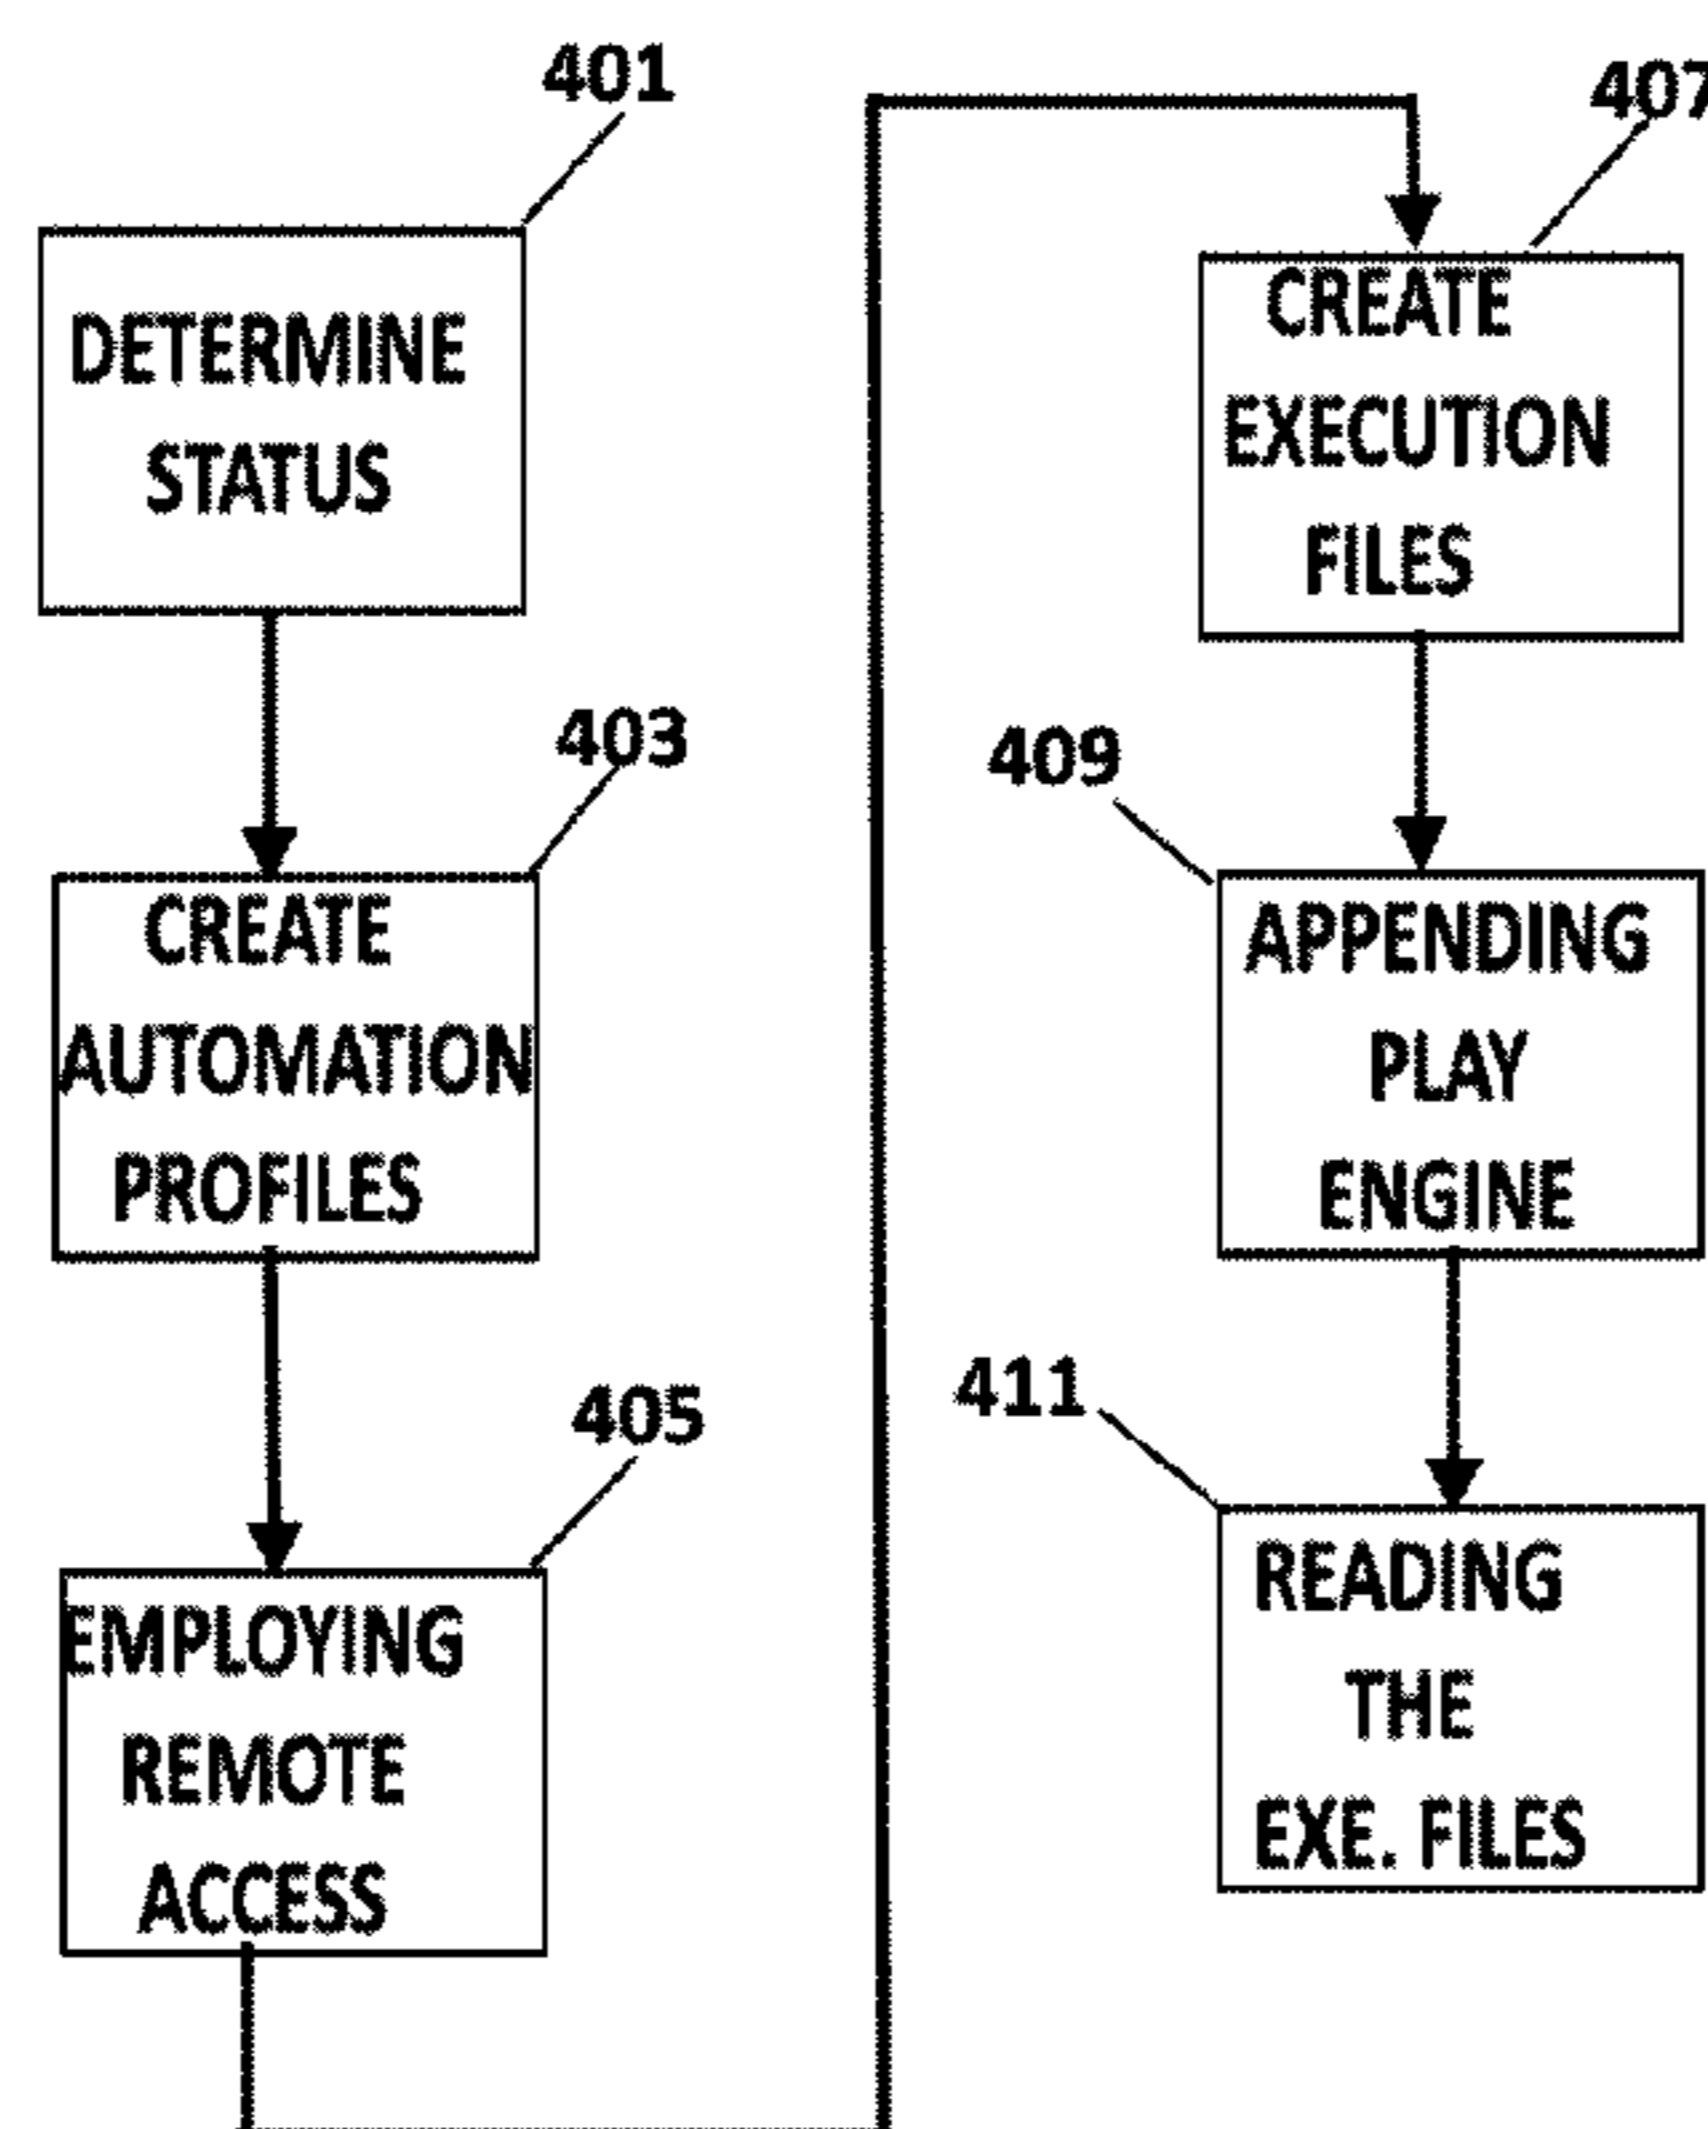 401
DETERMINE
STATUS
403
CREATE
AUTOMATION
PROFILES
405
EMPLOYING
REMOTE
ACCESS
407
CREATE
EXECUTION
FILES
409
APPENDING
PLAY
ENGINE
411
READING
THE
EXE. FILES